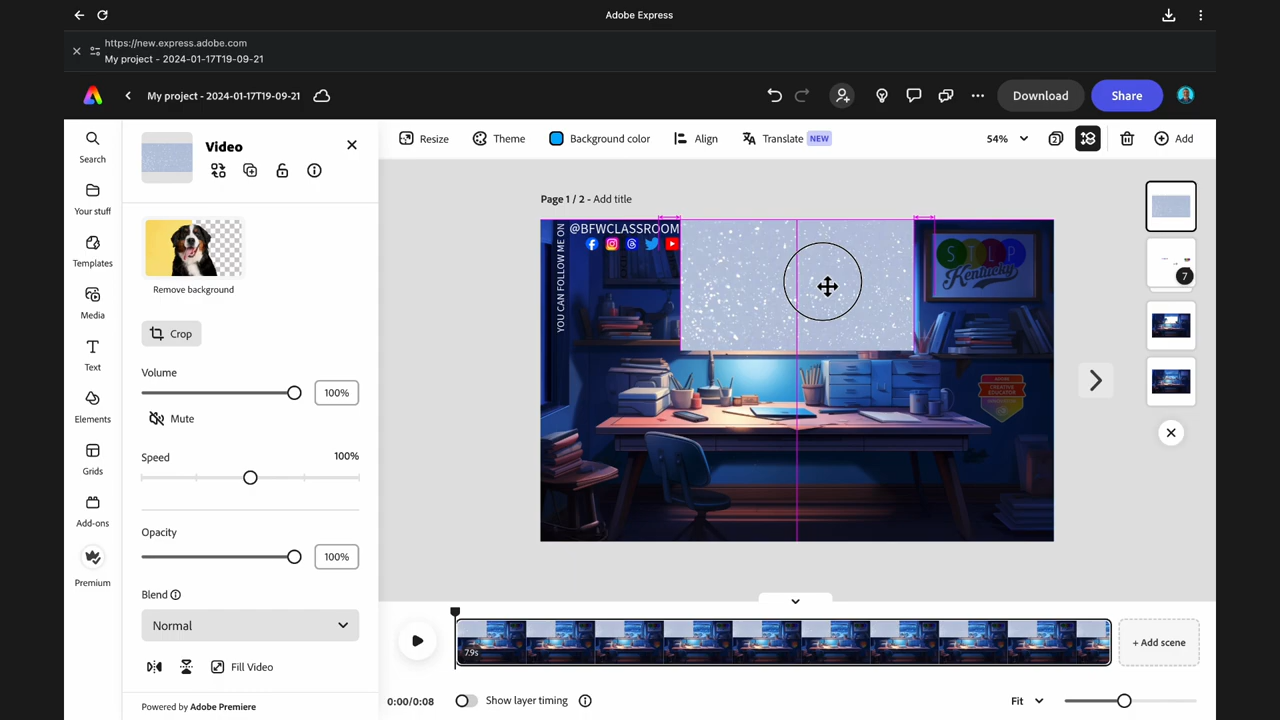 Adobe Express
https://new.express.adobe.com
My project - 2024-01-17T19-09-21
My project - 2024-01-17T19-09-21
Download
Share
Search
Your stuff
Templates
Media
Text
Elements
Grids
Add-ons
Premium
Video
Remove background
Crop
Volume
100%
Mute
Speed
100%
Opacity
100%
Blend
Normal
Fill Video
Powered by Adobe Premiere
Resize
Theme
Background color
Align
Translate
NEW
54%
2
Add
Page 1 / 2 - Add title
YOU CAN FOLLOW ME ON
@BFWCLASSROOM
STLP
Kentucky
CREATIVE
EDUCATOR
7
7.9s
+ Add scene
0:00/0:08
Show layer timing
Fit